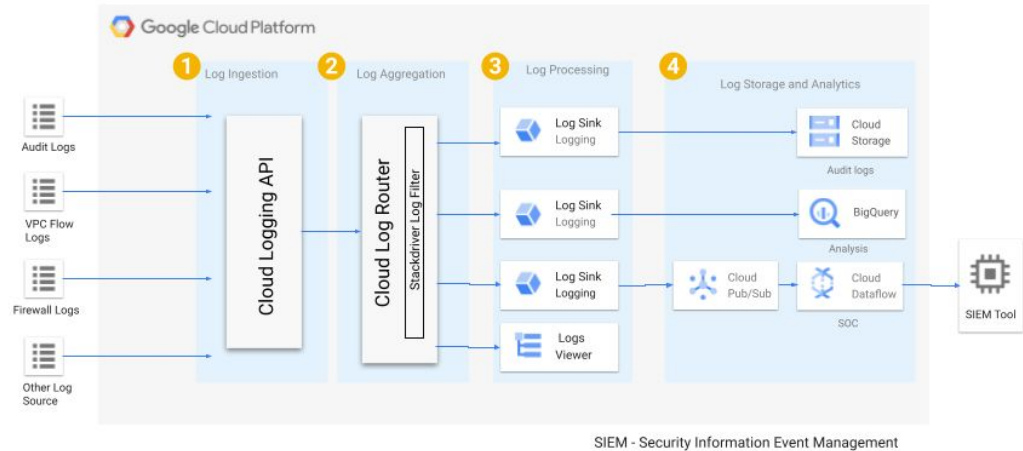 Google Cloud Platform
1
Log Ingestion
2
Log Aggregation
3
Log Processing
4
Log Storage and Analytics
Audit Logs
VPC Flow
Logs
Firewall Logs
Other Log
Source
Cloud Logging API
Cloud Log Router
Stackdriver Log Filter
Log Sink
Logging
Log Sink
Logging
Log Sink
Logging
Logs
Viewer
Cloud
Storage
Audit logs
BigQuery
Analysis
Cloud
Pub/Sub
Cloud
Dataflow
SOC
SIEM Tool
SIEM - Security Information Event Management